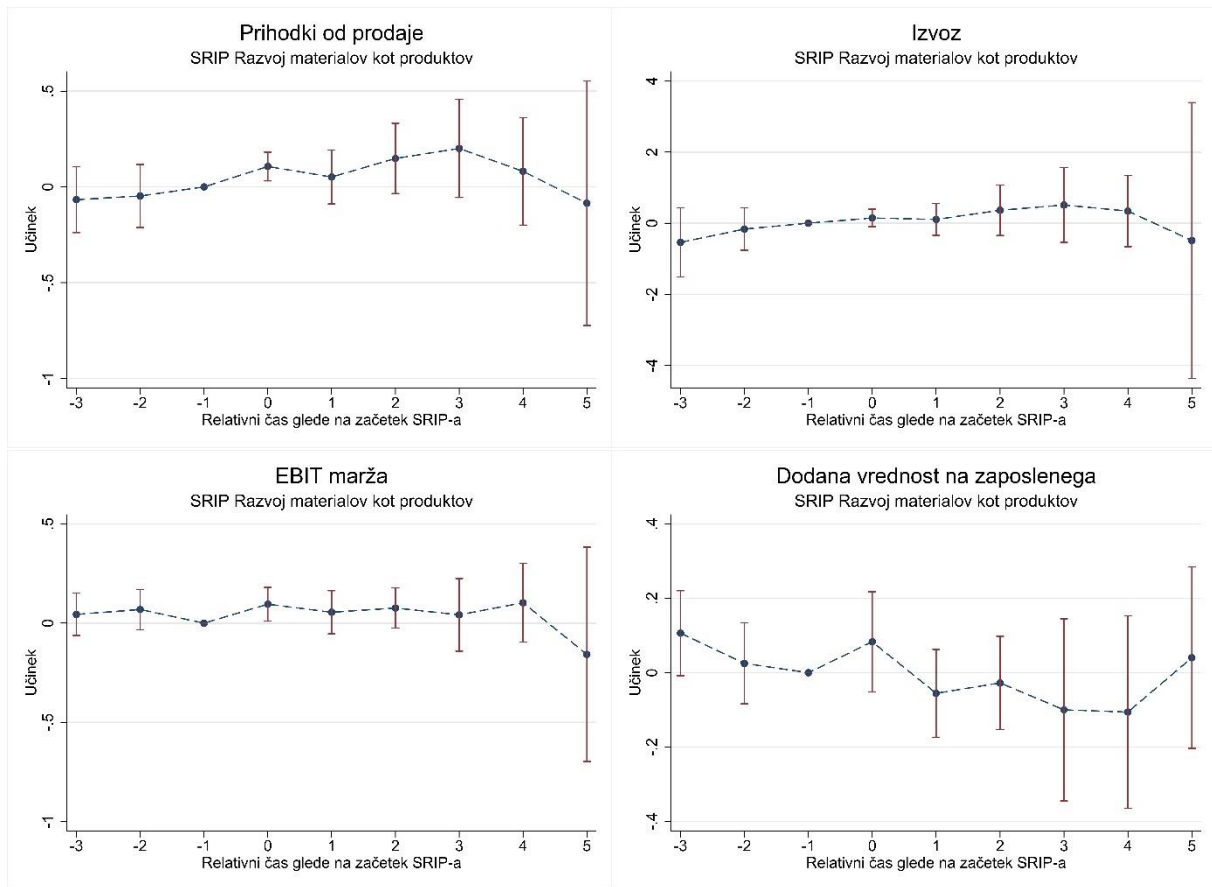 Prihodki od prodaje
SRIP Razvoj materialov kot produktov
Učinek
.5
0
-.5
-1
-3 -2 -1 0 1 2 3 4 5
Relativni čas glede na začetek SRIP-a
Izvoz
SRIP Razvoj materialov kot produktov
Učinek
4
2
0
-2
-4
-3 -2 -1 0 1 2 3 4 5
Relativni čas glede na začetek SRIP-a
EBIT marža
SRIP Razvoj materialov kot produktov
Učinek
.5
0
-.5
-1
-3 -2 -1 0 1 2 3 4 5
Relativni čas glede na začetek SRIP-a
Dodana vrednost na zaposlenega
SRIP Razvoj materialov kot produktov
Učinek
.4
.2
0
-.2
-.4
-3 -2 -1 0 1 2 3 4 5
Relativni čas glede na začetek SRIP-a